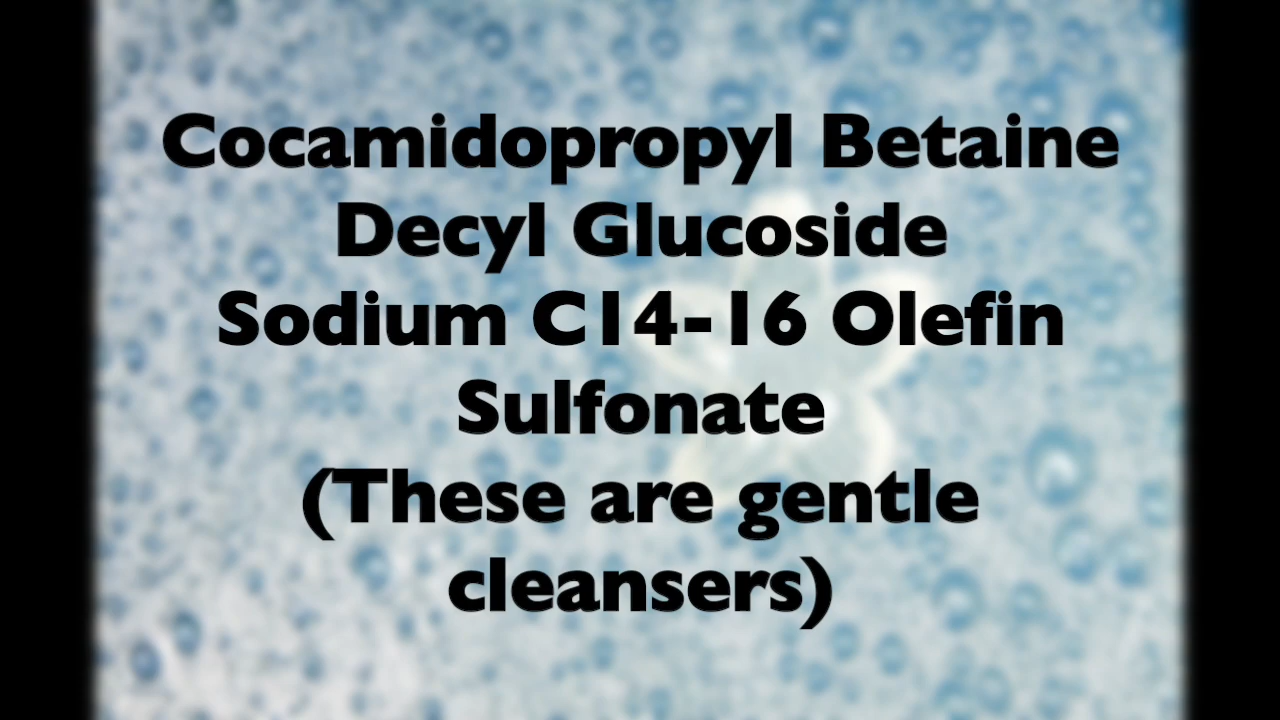 Cocamidopropyl Betaine
Decyl Glucoside
Sodium C14-16 Olefin
Sulfonate
(These are gentle
cleansers)